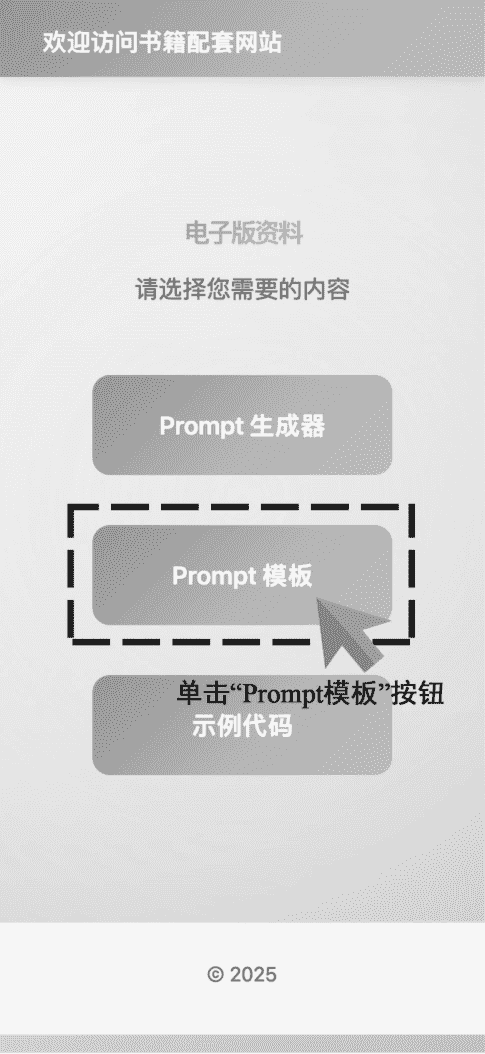 欢迎访问书籍配套网站
电子版资料
请选择您需要的内容
Prompt 生成器
Prompt 模板
单击“Prompt模板”按钮
示例代码
© 2025